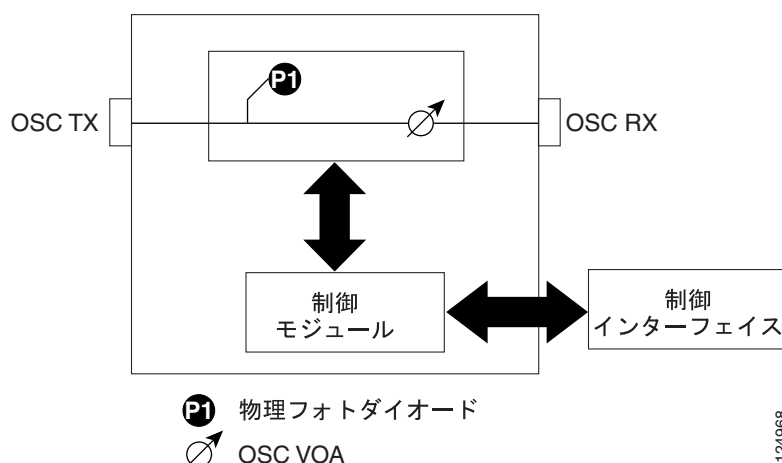 P1
OSC TX
OSC RX
制御
モジュール
制御
インターフェイス
P1 物理フォトダイオード
OSC VOA
124968